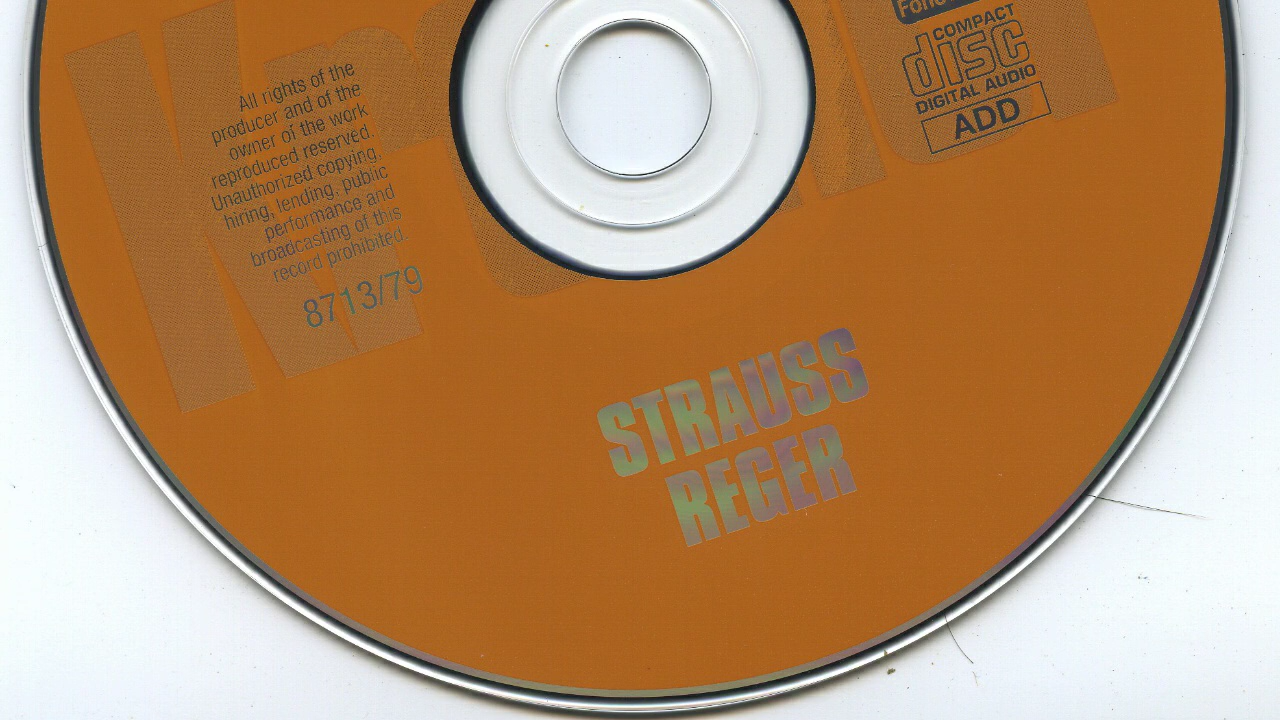 All rights of the
producer and of the
owner of the work
reproduced reserved.
Unauthorized copying,
hiring, lending, public
performance and
broadcasting of this
record prohibited.
8713/79
COMPACT
disc
DIGITAL AUDIO
ADD
STRAUSS
REGER